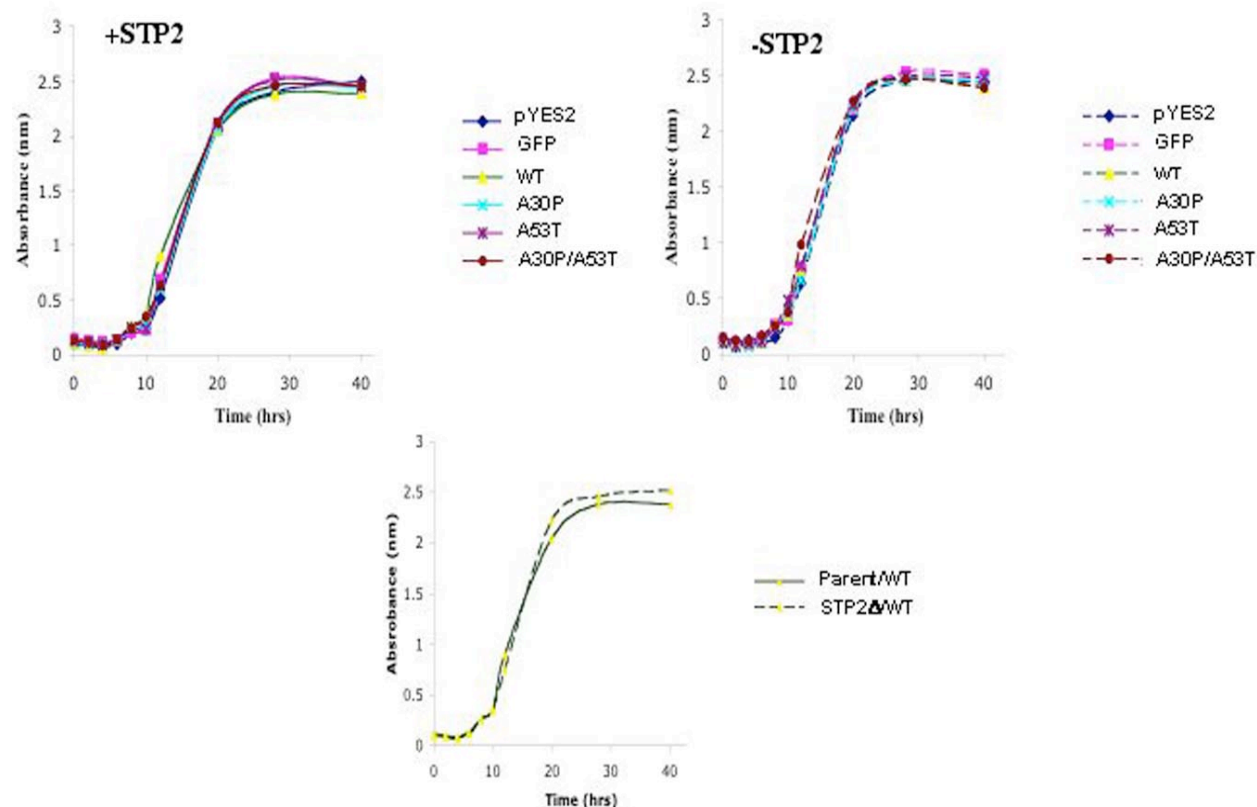 +STP2
3
2.5
2
1.5
1
0.5
0
Absorbance (nm)
0 10 20 30 40
Time (hrs)
pYES2
GFP
WT
A30P
A53T
A30P/A53T
-STP2
3
2.5
2
1.5
1
0.5
0
Absorbance (nm)
0 10 20 30 40
Time (hrs)
pYES2
GFP
WT
A30P
A53T
A30P/A53T
3
2.5
2
1.5
1
0.5
0
Absrobance (nm)
0 10 20 30 40
Time (hrs)
Parent/WT
STP2Δ/WT